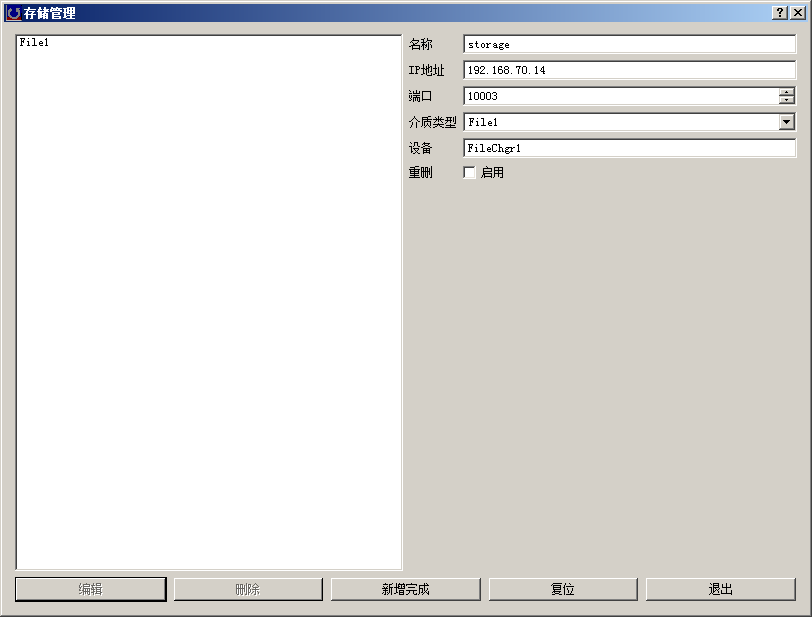 存储管理
File1
名称 storage
IP地址 192.168.70.14
端口 10003
介质类型 File1
设备 FileChgr1
重删 启用
编辑 删除 新增完成 复位 退出